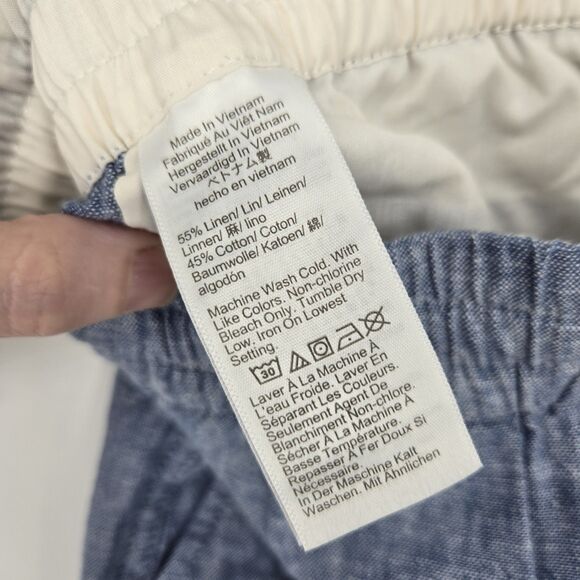 Made In Vietnam
Fabriqué Au Việt Nam
Hergestellt In Vietnam
Vervaardigd In Vietnam
ベトナム製
hecho en vietnam
55% Linen/ Lin/ Leinen/
Linnen/ 麻/ lino
45% Cotton/ Coton/
Baumwolle/ Katoen/ 綿/
algodón
Machine Wash Cold. With
Like Colors. Non-chlorine
Bleach Only. Tumble Dry
Low. Iron On Lowest
Setting.
30
Laver À La Machine À
L'eau Froide. Laver En
Séparant Les Couleurs.
Seulement Agent De
Blanchiment Non-chlore.
Sécher À La Machine À
Basse Température.
Repasser À Fer Doux Si
Nécessaire.
In Der Maschine Kalt
Waschen. Mit Ähnlichen